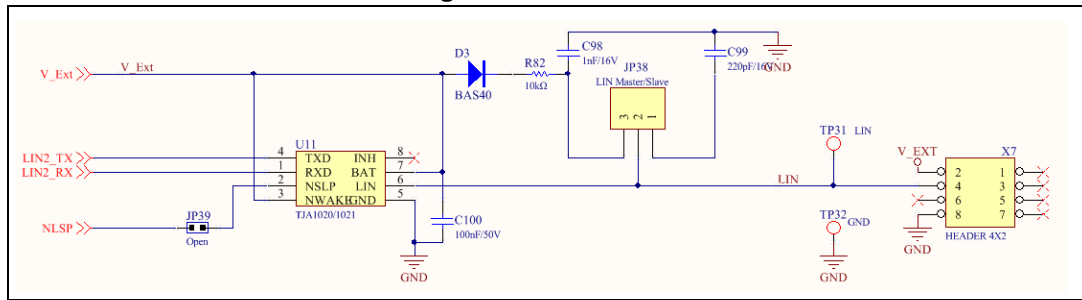 C98
1nF/16V
C99
220pF/16V
GND
D3
BAS40
R82
10kΩ
JP38
LIN Master/Slave
3 2 1
V_Ext V_Ext
U11
LIN2_TX 4 TXD INH 8
LIN2_RX 1 RXD BAT 7
2 NSLP LIN 6
3 NWAKE GND 5
TJA1020/1021
NLSP
JP39
Open
C100
100nF/50V
GND
LIN
TP31 LIN
TP32 GND
GND
V_EXT X7
2 1
4 3
6 5
8 7
HEADER 4X2
GND